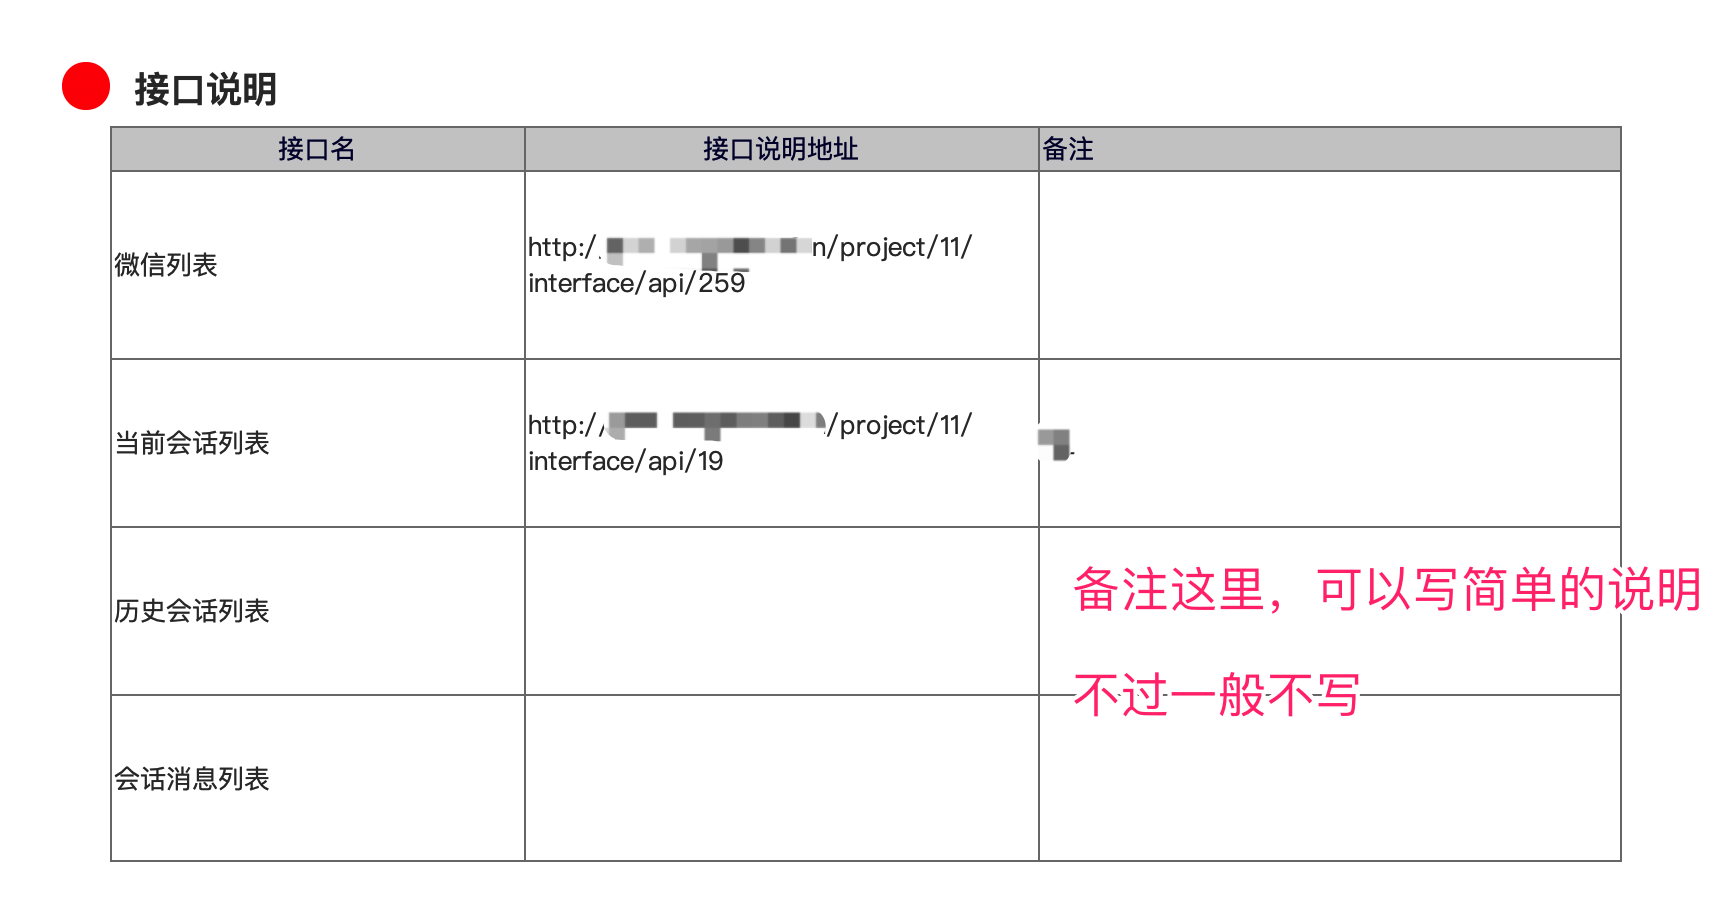 接口说明
接口名 接口说明地址 备注
微信列表
http:/ n/project/11/
interface/api/259
当前会话列表
http:/ /project/11/
interface/api/19
历史会话列表
备注这里，可以写简单的说明
不过一般不写
会话消息列表